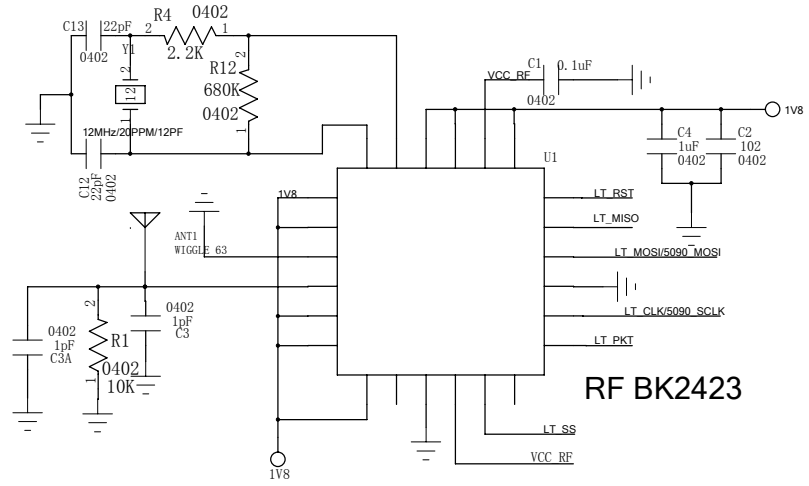 C13
22pF
0402
R4
0402
2
1
2.2K
Y1
2
12
1
12MHz/20PPM/12PF
2
R12
680K
0402
1
C12
22pF
0402
VCC_RF
C1
0.1uF
0402
1V8
C4
1uF
0402
C2
102
0402
U1
1V8
LT_RST
LT_MISO
LT_MOSI/5090_MOSI
LT_CLK/5090_SCLK
LT_PKT
ANT1
WIGGLE_63
0402
1pF
C3A
2
R1
0402
10K
1
0402
1pF
C3
RF BK2423
LT_SS
VCC_RF
1V8